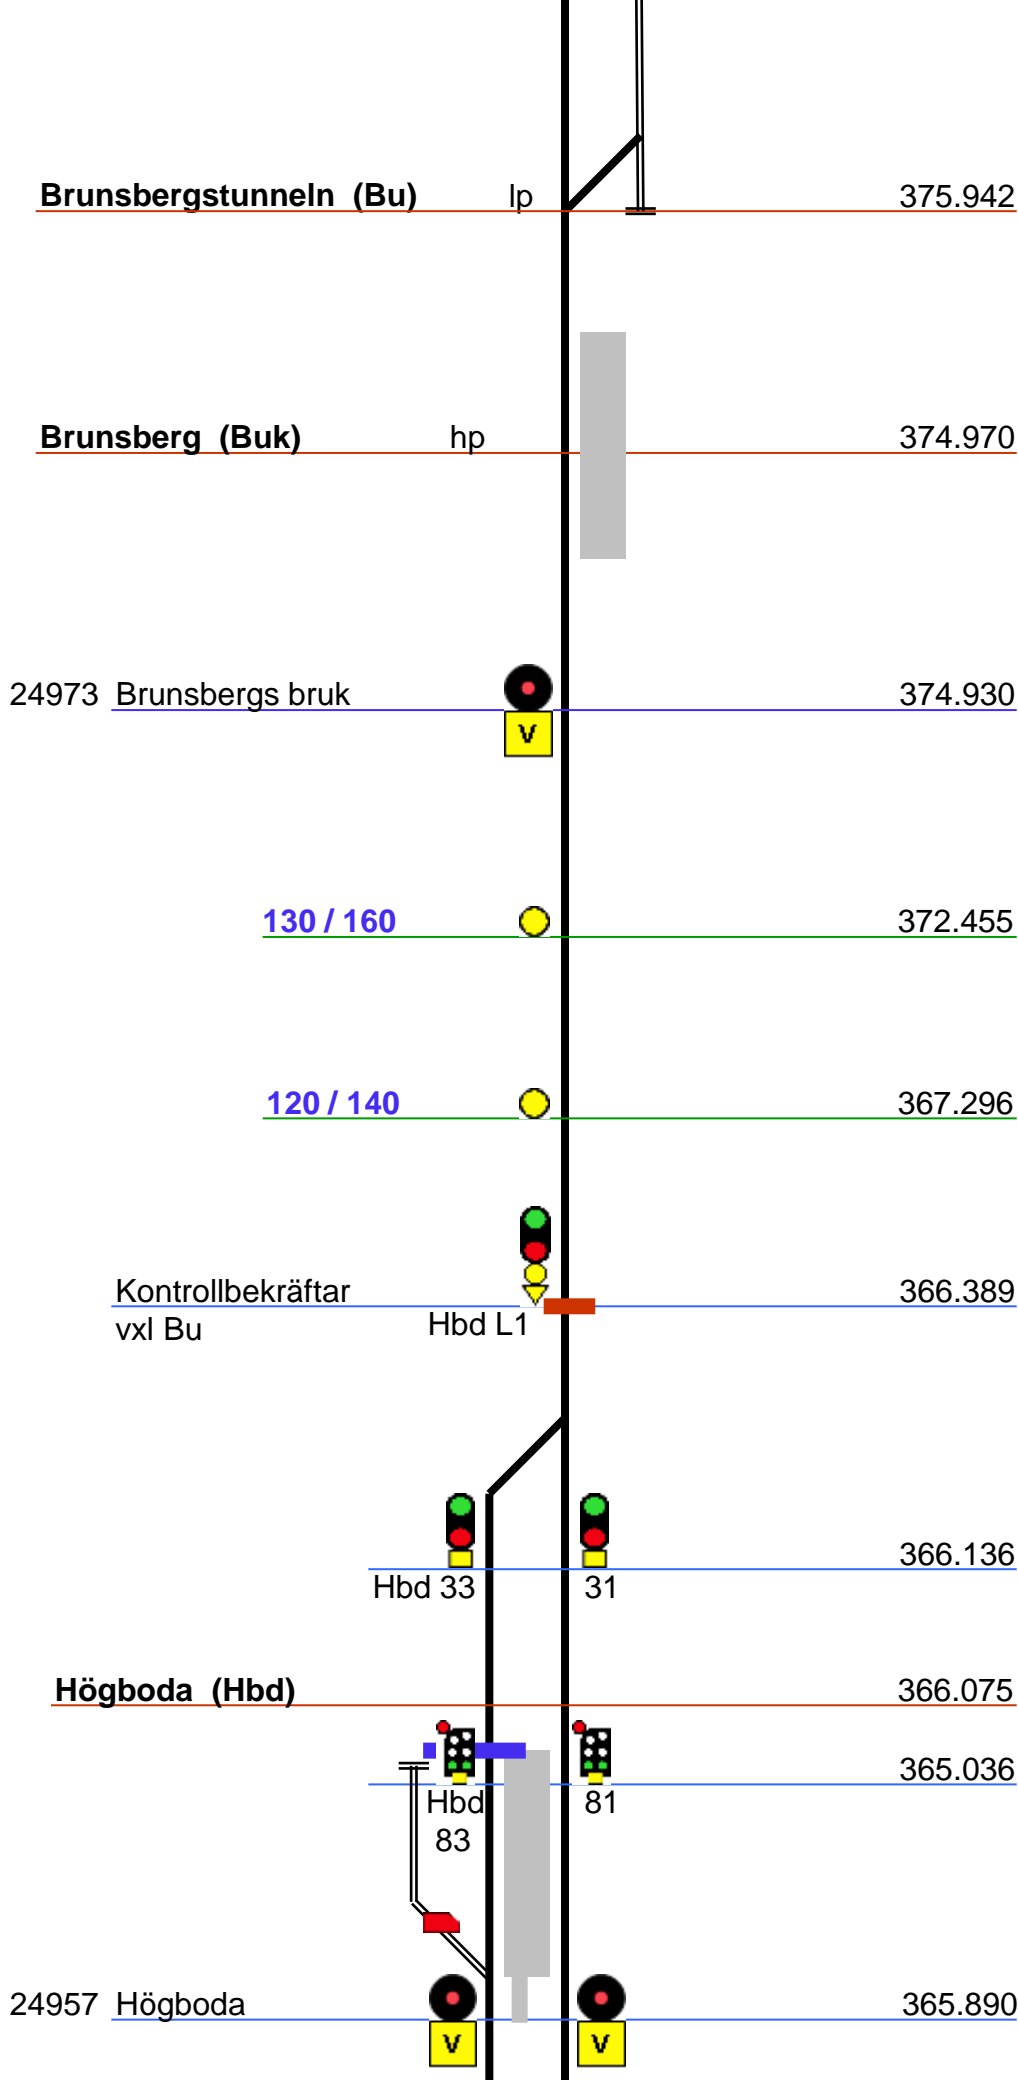 Brunsbergstunneln (Bu) lp 375.942
Brunsberg (Buk) hp 374.970
24973 Brunsbergs bruk 374.930
V
130 / 160 372.455
120 / 140 367.296
Kontrollbekräftar 366.389
vxl Bu Hbd L1
366.136
Hbd 33 31
Högboda (Hbd) 366.075
365.036
Hbd 81
83
24957 Högboda 365.890
V V